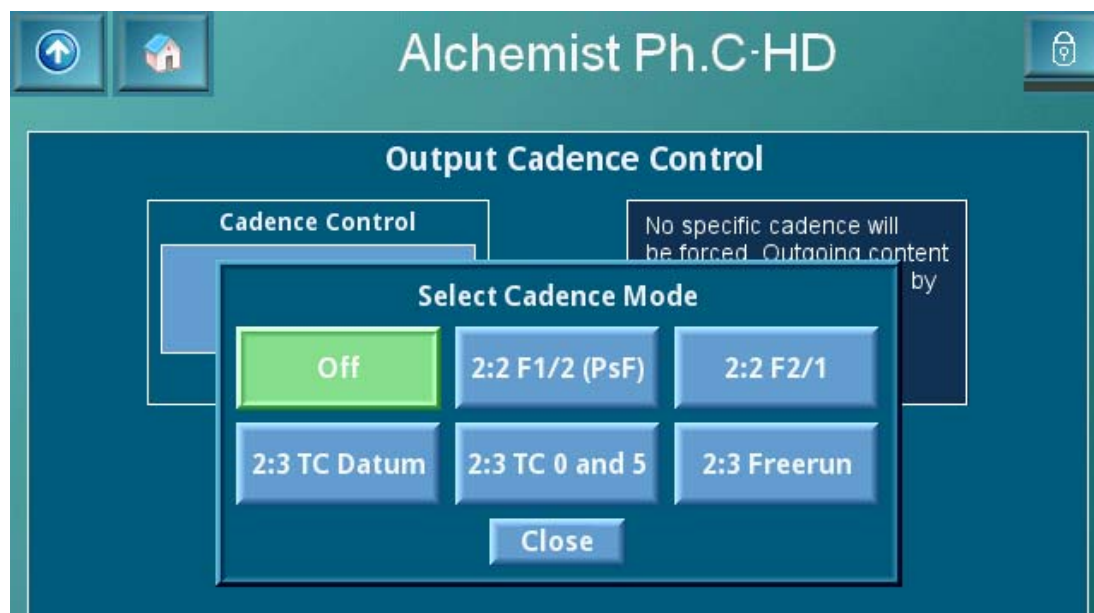 Alchemist Ph.C-HD
Output Cadence Control
Cadence Control
No specific cadence will
be forced. Outgoing content
by
Select Cadence Mode
Off
2:2 F1/2 (PsF)
2:2 F2/1
2:3 TC Datum
2:3 TC 0 and 5
2:3 Freerun
Close